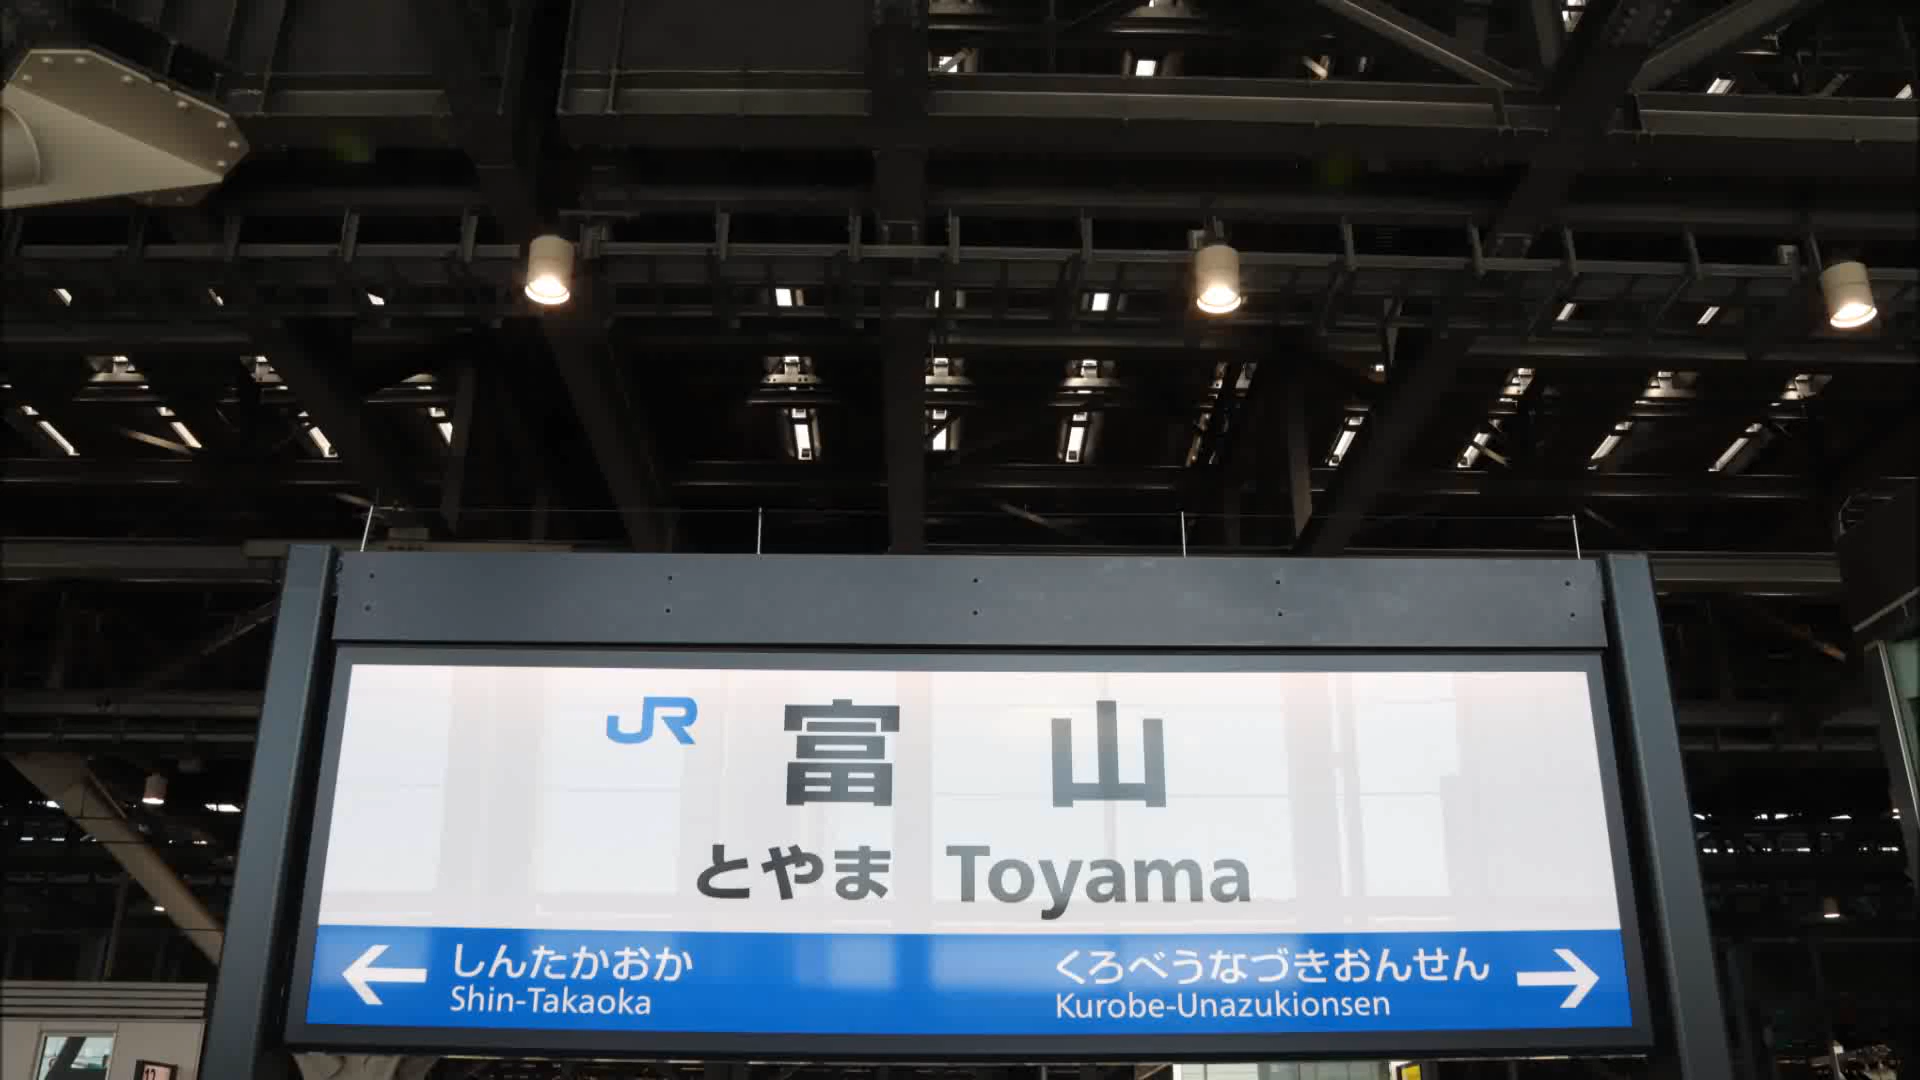 JR 富山
とやま Toyama
← しんたかおか
Shin-Takaoka
くろべうなづきおんせん →
Kurobe-Unazukionsen
12